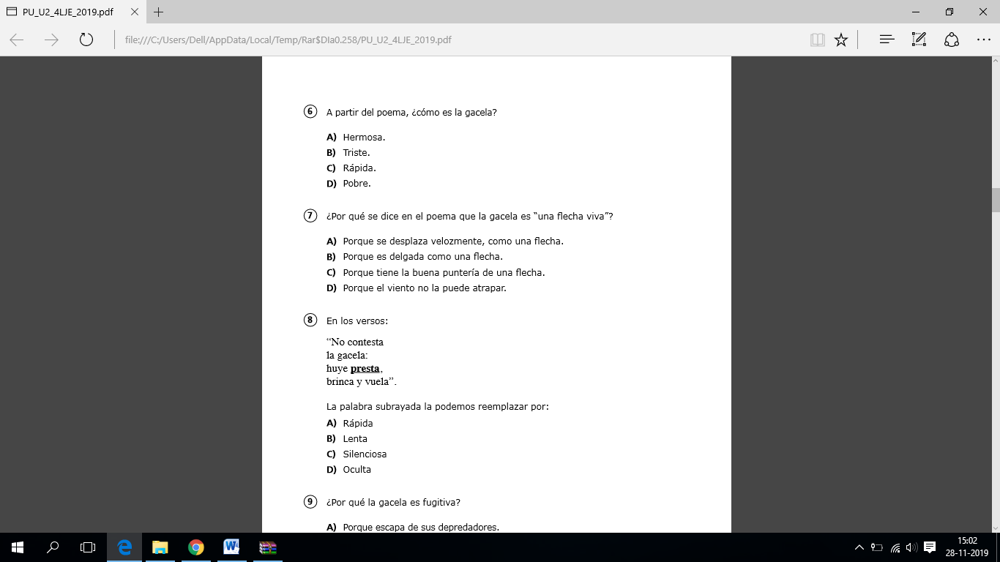 PU_U2_4LJE_2019.pdf
file:///C:/Users/Dell/AppData/Local/Temp/Rar$DIa0.258/PU_U2_4LJE_2019.pdf
6 A partir del poema, ¿cómo es la gacela?
A) Hermosa.
B) Triste.
C) Rápida.
D) Pobre.
7 ¿Por qué se dice en el poema que la gacela es “una flecha viva”?
A) Porque se desplaza velozmente, como una flecha.
B) Porque es delgada como una flecha.
C) Porque tiene la buena puntería de una flecha.
D) Porque el viento no la puede atrapar.
8 En los versos:
“No contesta
la gacela:
huye presta,
brinca y vuela”.
La palabra subrayada la podemos reemplazar por:
A) Rápida
B) Lenta
C) Silenciosa
D) Oculta
9 ¿Por qué la gacela es fugitiva?
A) Porque escapa de sus depredadores.
15:02
28-11-2019